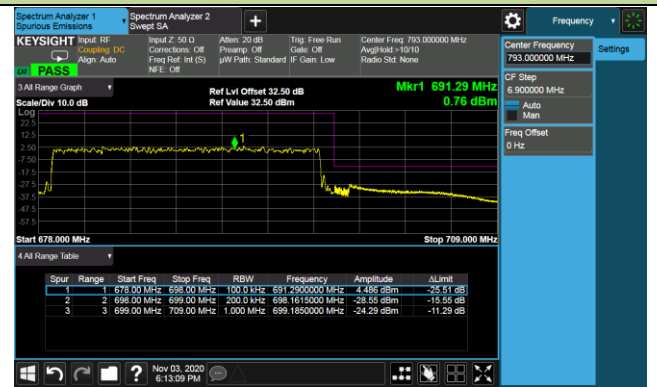 Spectrum Analyzer 1
Spurious Emissions
Spectrum Analyzer 2
Swept SA
Frequency
KEYSIGHT
Input: RF
Coupling: DC
Align: Auto
Input Z: 50 Ω
Corrections: Off
Freq Ref: Int (S)
NFE: Off
Atten: 20 dB
Preamp: Off
µW Path: Standard
Trig: Free Run
Gate: Off
IF Gain: Low
Center Freq: 793.000000 MHz
Avg|Hold:>10/10
Radio Std: None
PASS
Center Frequency
793.000000 MHz
Settings
CF Step
6.900000 MHz
Auto
Man
Freq Offset
0 Hz
3 All Range Graph
Scale/Div 10.0 dB
Ref Lvl Offset 32.50 dB
Ref Value 32.50 dBm
Mkr1 691.29 MHz
0.76 dBm
Log
22.5
12.5
2.50
-7.50
-17.5
-27.5
-37.5
-47.5
-57.5
1
Start 678.000 MHz
Stop 709.000 MHz
4 All Range Table
Spur Range Start Freq Stop Freq RBW Frequency Amplitude ΔLimit
1 1 678.00 MHz 698.00 MHz 100.0 kHz 691.2900000 MHz 4.486 dBm -25.51 dB
2 2 698.00 MHz 699.00 MHz 200.0 kHz 698.1615000 MHz -28.55 dBm -15.55 dB
3 3 699.00 MHz 709.00 MHz 1.000 MHz 699.1850000 MHz -24.29 dBm -11.29 dB
Nov 03, 2020
6:13:09 PM